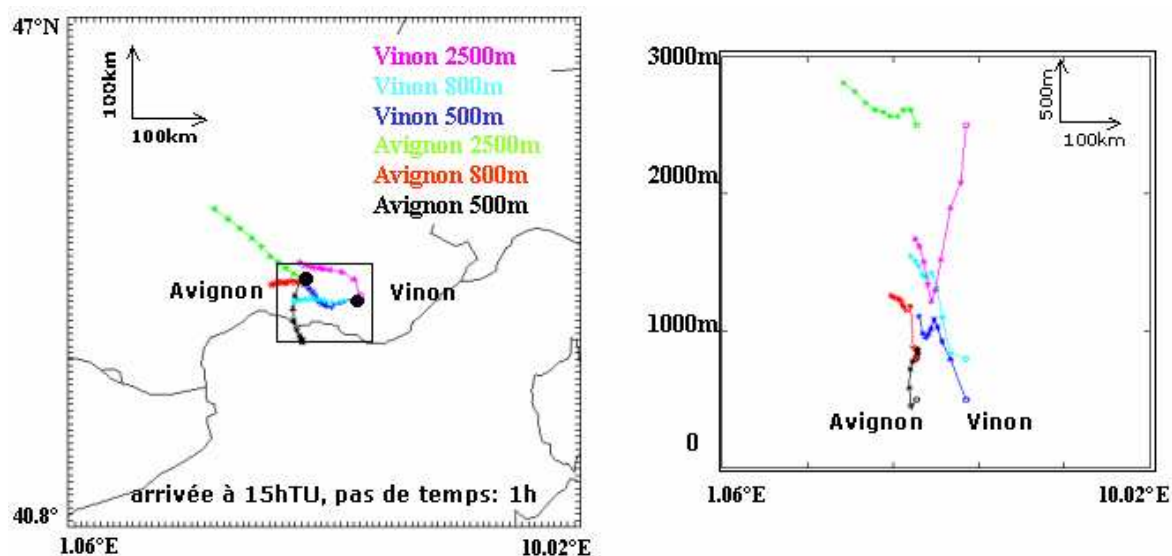 47°N
100km
100km
Vinon 2500m
Vinon 800m
Vinon 500m
Avignon 2500m
Avignon 800m
Avignon 500m
Avignon
Vinon
arrivée à 15hTU, pas de temps: 1h
40.8°
1.06°E
10.02°E
3000m
500m
100km
2000m
1000m
Avignon
Vinon
0
1.06°E
10.02°E